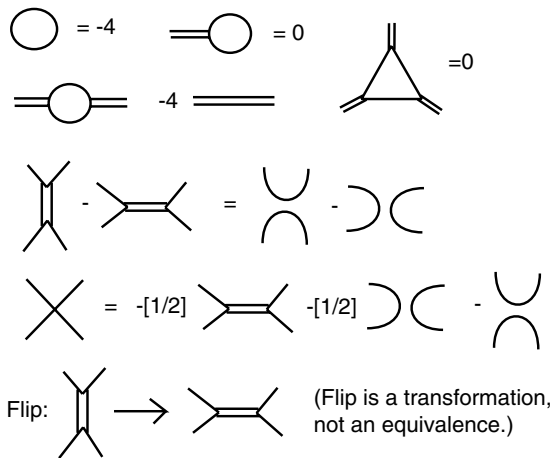 = -4
= 0
=0
-4
- = -
= -[1/2] -[1/2] -
Flip: (Flip is a transformation,
not an equivalence.)